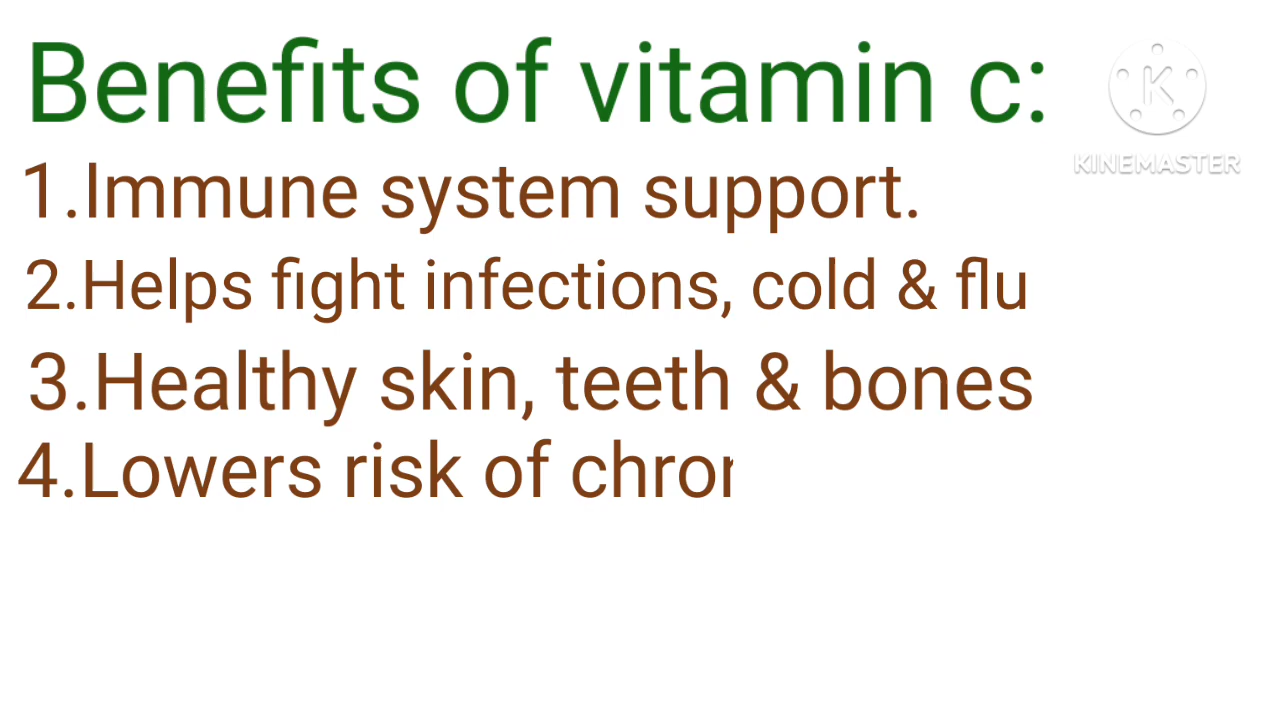 Benefits of vitamin c:
KINEMASTER
1.Immune system support.
2.Helps fight infections, cold & flu
3.Healthy skin, teeth & bones
4.Lowers risk of